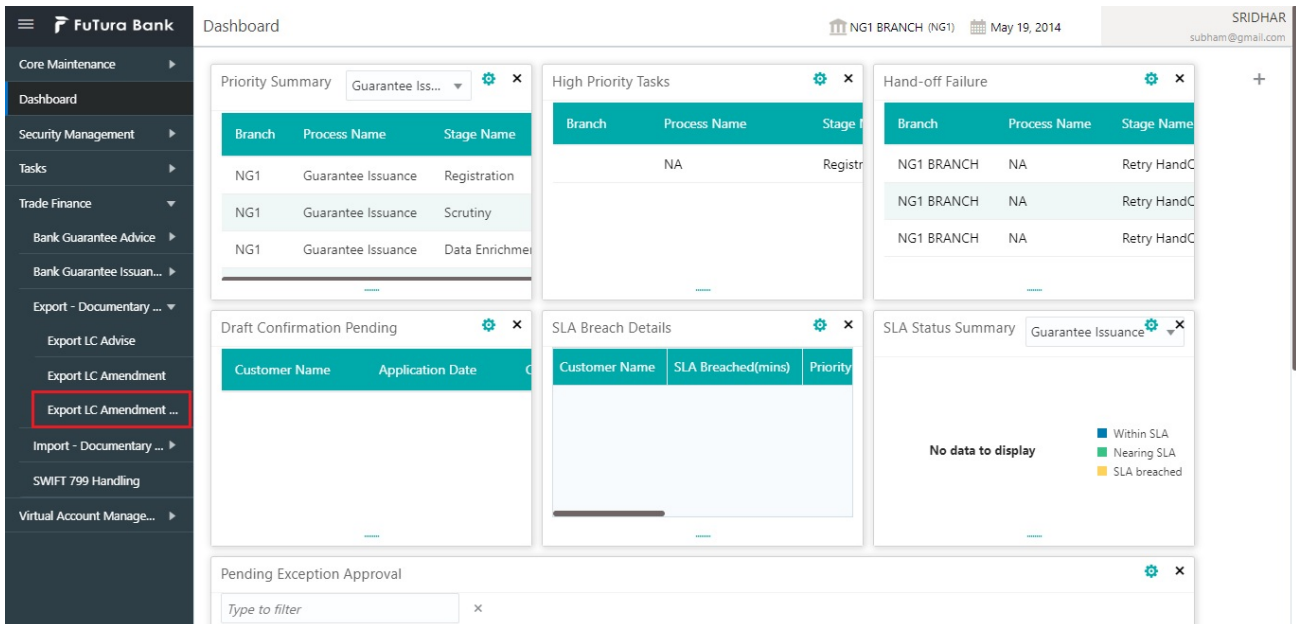 FuTura Bank
Dashboard
NG1 BRANCH (NG1)
May 19, 2014
SRIDHAR
subham@gmail.com
Core Maintenance
Dashboard
Security Management
Tasks
Trade Finance
Bank Guarantee Advice
Bank Guarantee Issuan...
Export - Documentary ...
Export LC Advise
Export LC Amendment
Export LC Amendment ...
Import - Documentary ...
SWIFT 799 Handling
Virtual Account Manage...
Priority Summary
Guarantee Iss...
Branch Process Name Stage Name
NG1 Guarantee Issuance Registration
NG1 Guarantee Issuance Scrutiny
NG1 Guarantee Issuance Data Enrichme
High Priority Tasks
Branch Process Name Stage
NA Registr
Hand-off Failure
Branch Process Name Stage Name
NG1 BRANCH NA Retry Hand
NG1 BRANCH NA Retry Hand
NG1 BRANCH NA Retry Hand
Draft Confirmation Pending
Customer Name Application Date
SLA Breach Details
Customer Name SLA Breached(mins) Priority
SLA Status Summary
Guarantee Issuance
No data to display
Within SLA
Nearing SLA
SLA breached
Pending Exception Approval
Type to filter